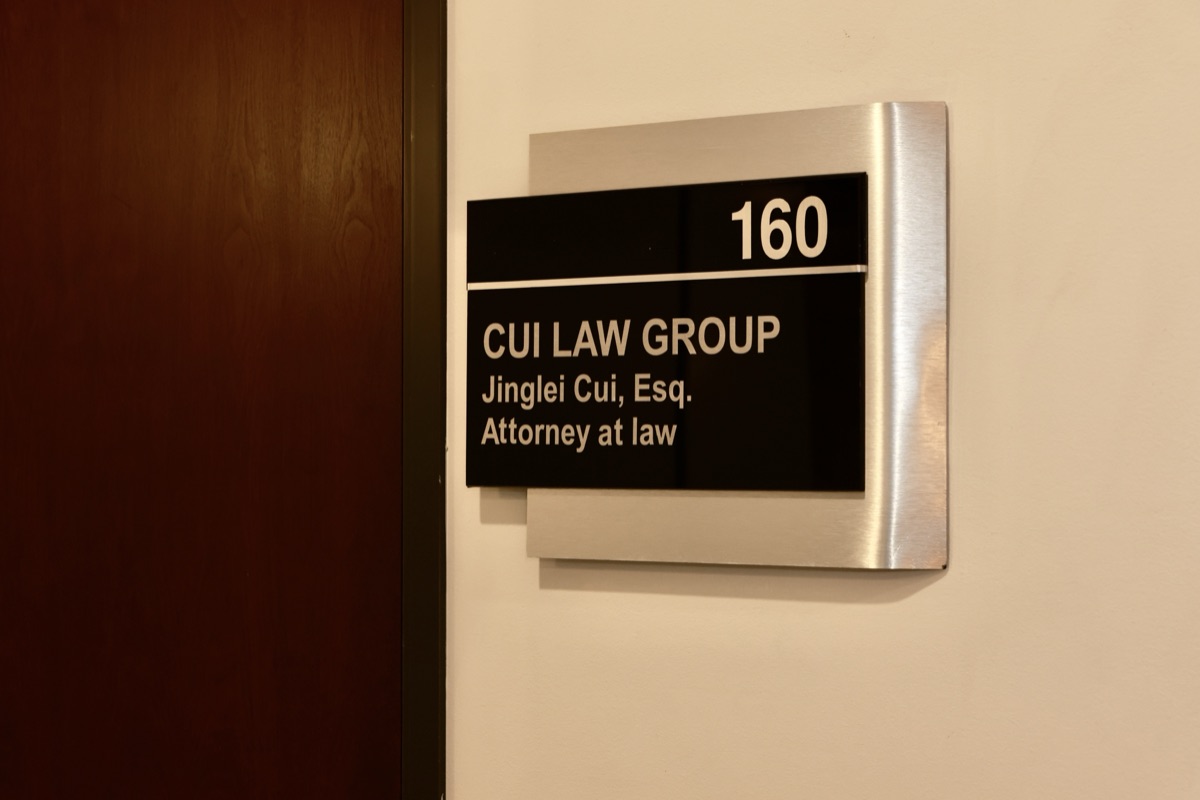 160
CUI LAW GROUP
Jinglei Cui, Esq.
Attorney at law